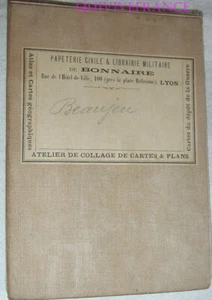 PAPETERIE CIVILE & LIBRAIRIE MILITAIRE
DE BONNAIRE
Rue de l'Hôtel-de-Ville, 100 (près la place Bellecour), LYON
Atlas et Cartes géographiques
Beaujeu
Cartes du dépôt de la Guerre
ATELIER DE COLLAGE DE CARTES & PLANS